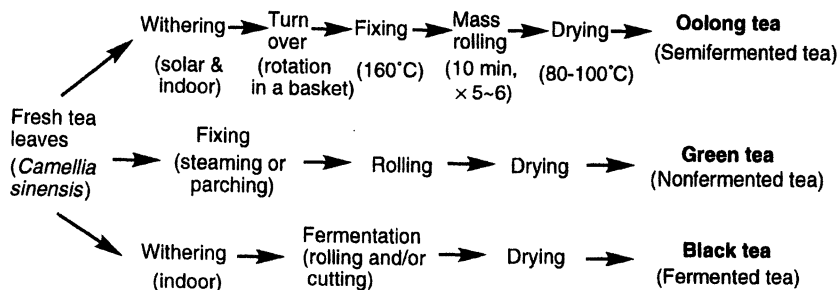 Withering
(solar &
indoor)
Turn
over
(rotation
in a basket)
Fixing
(160˚C)
Mass
rolling
(10 min,
× 5~6)
Drying
(80-100˚C)
Oolong tea
(Semifermented tea)
Fresh tea
leaves
(Camellia
sinensis)
Fixing
(steaming or
parching)
Rolling
Drying
Green tea
(Nonfermented tea)
Withering
(indoor)
Fermentation
(rolling and/or
cutting)
Drying
Black tea
(Fermented tea)